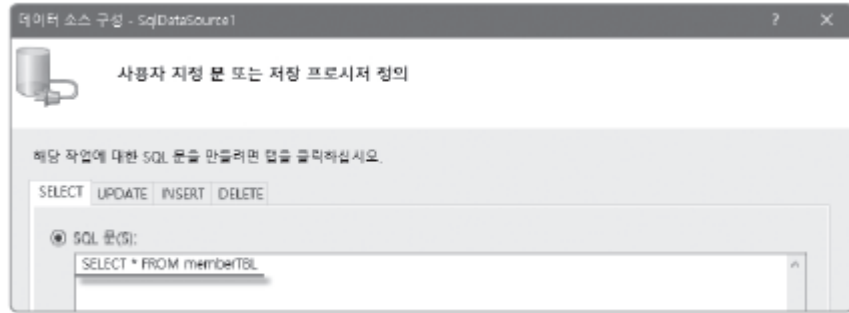 데이터 소스 구성 - SqlDataSource1 ? ×
사용자 지정 문 또는 저장 프로시저 정의
해당 작업에 대한 SQL 문을 만들려면 탭을 클릭하십시오.
SELECT UPDATE INSERT DELETE
SQL 문(S):
SELECT * FROM memberTBL